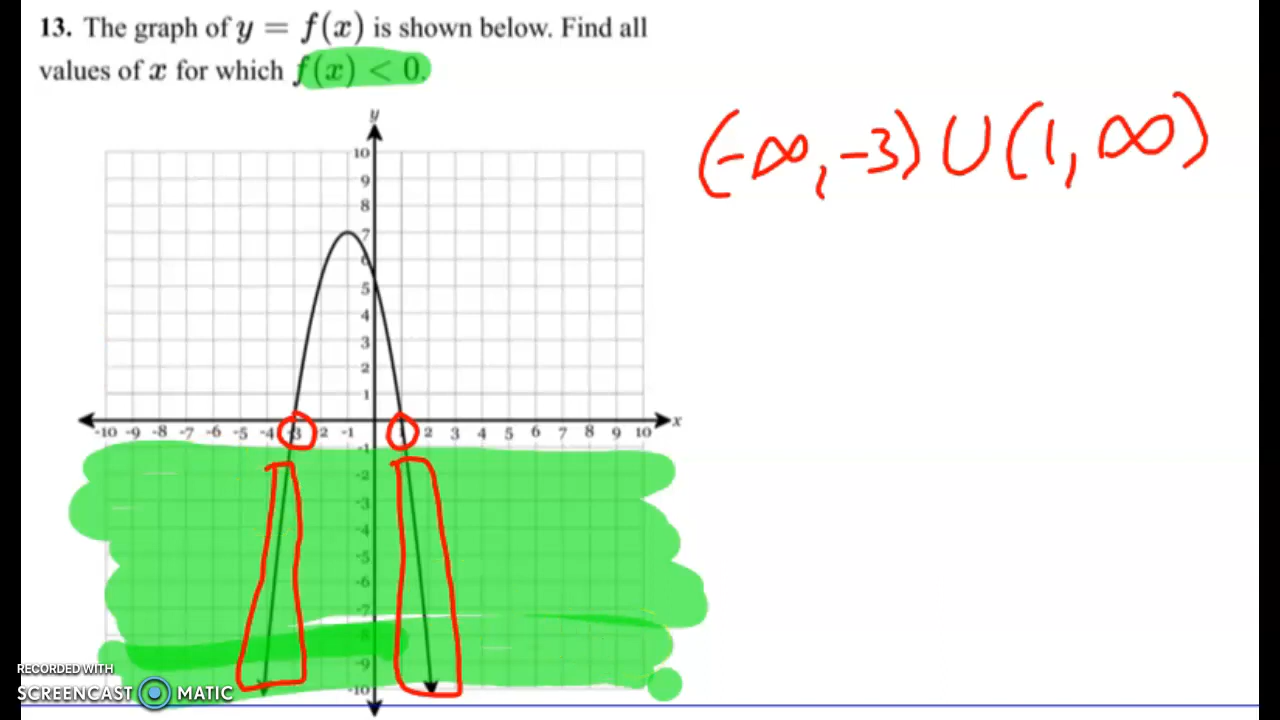 13. The graph of y = f(x) is shown below. Find all
values of x for which f(x) < 0.
(-∞, -3) ∪ (1, ∞)
y
10
9
8
7
6
5
4
3
2
1
-10 -9 -8 -7 -6 -5 -4 -3 -2 -1 2 3 4 5 6 7 8 9 10 x
-1
-2
-3
-4
-5
-6
-7
-8
-9
-10
RECORDED WITH
SCREENCAST MATIC